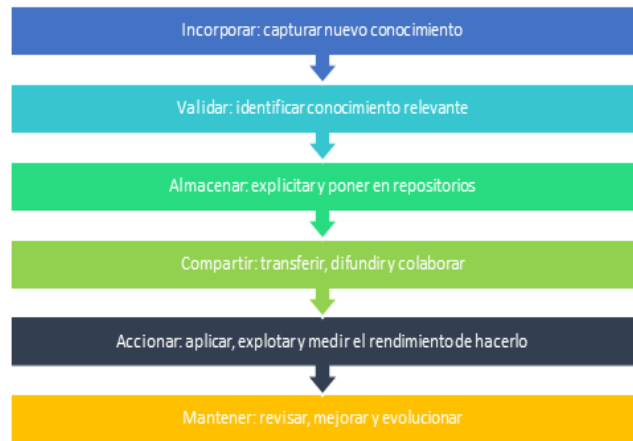 Incorporar: capturar nuevo conocimiento
Validar: identificar conocimiento relevante
Almacenar: explicitar y poner en repositorios
Compartir: transferir, difundir y colaborar
Accionar: aplicar, explotar y medir el rendimiento de hacerlo
Mantener: revisar, mejorar y evolucionar